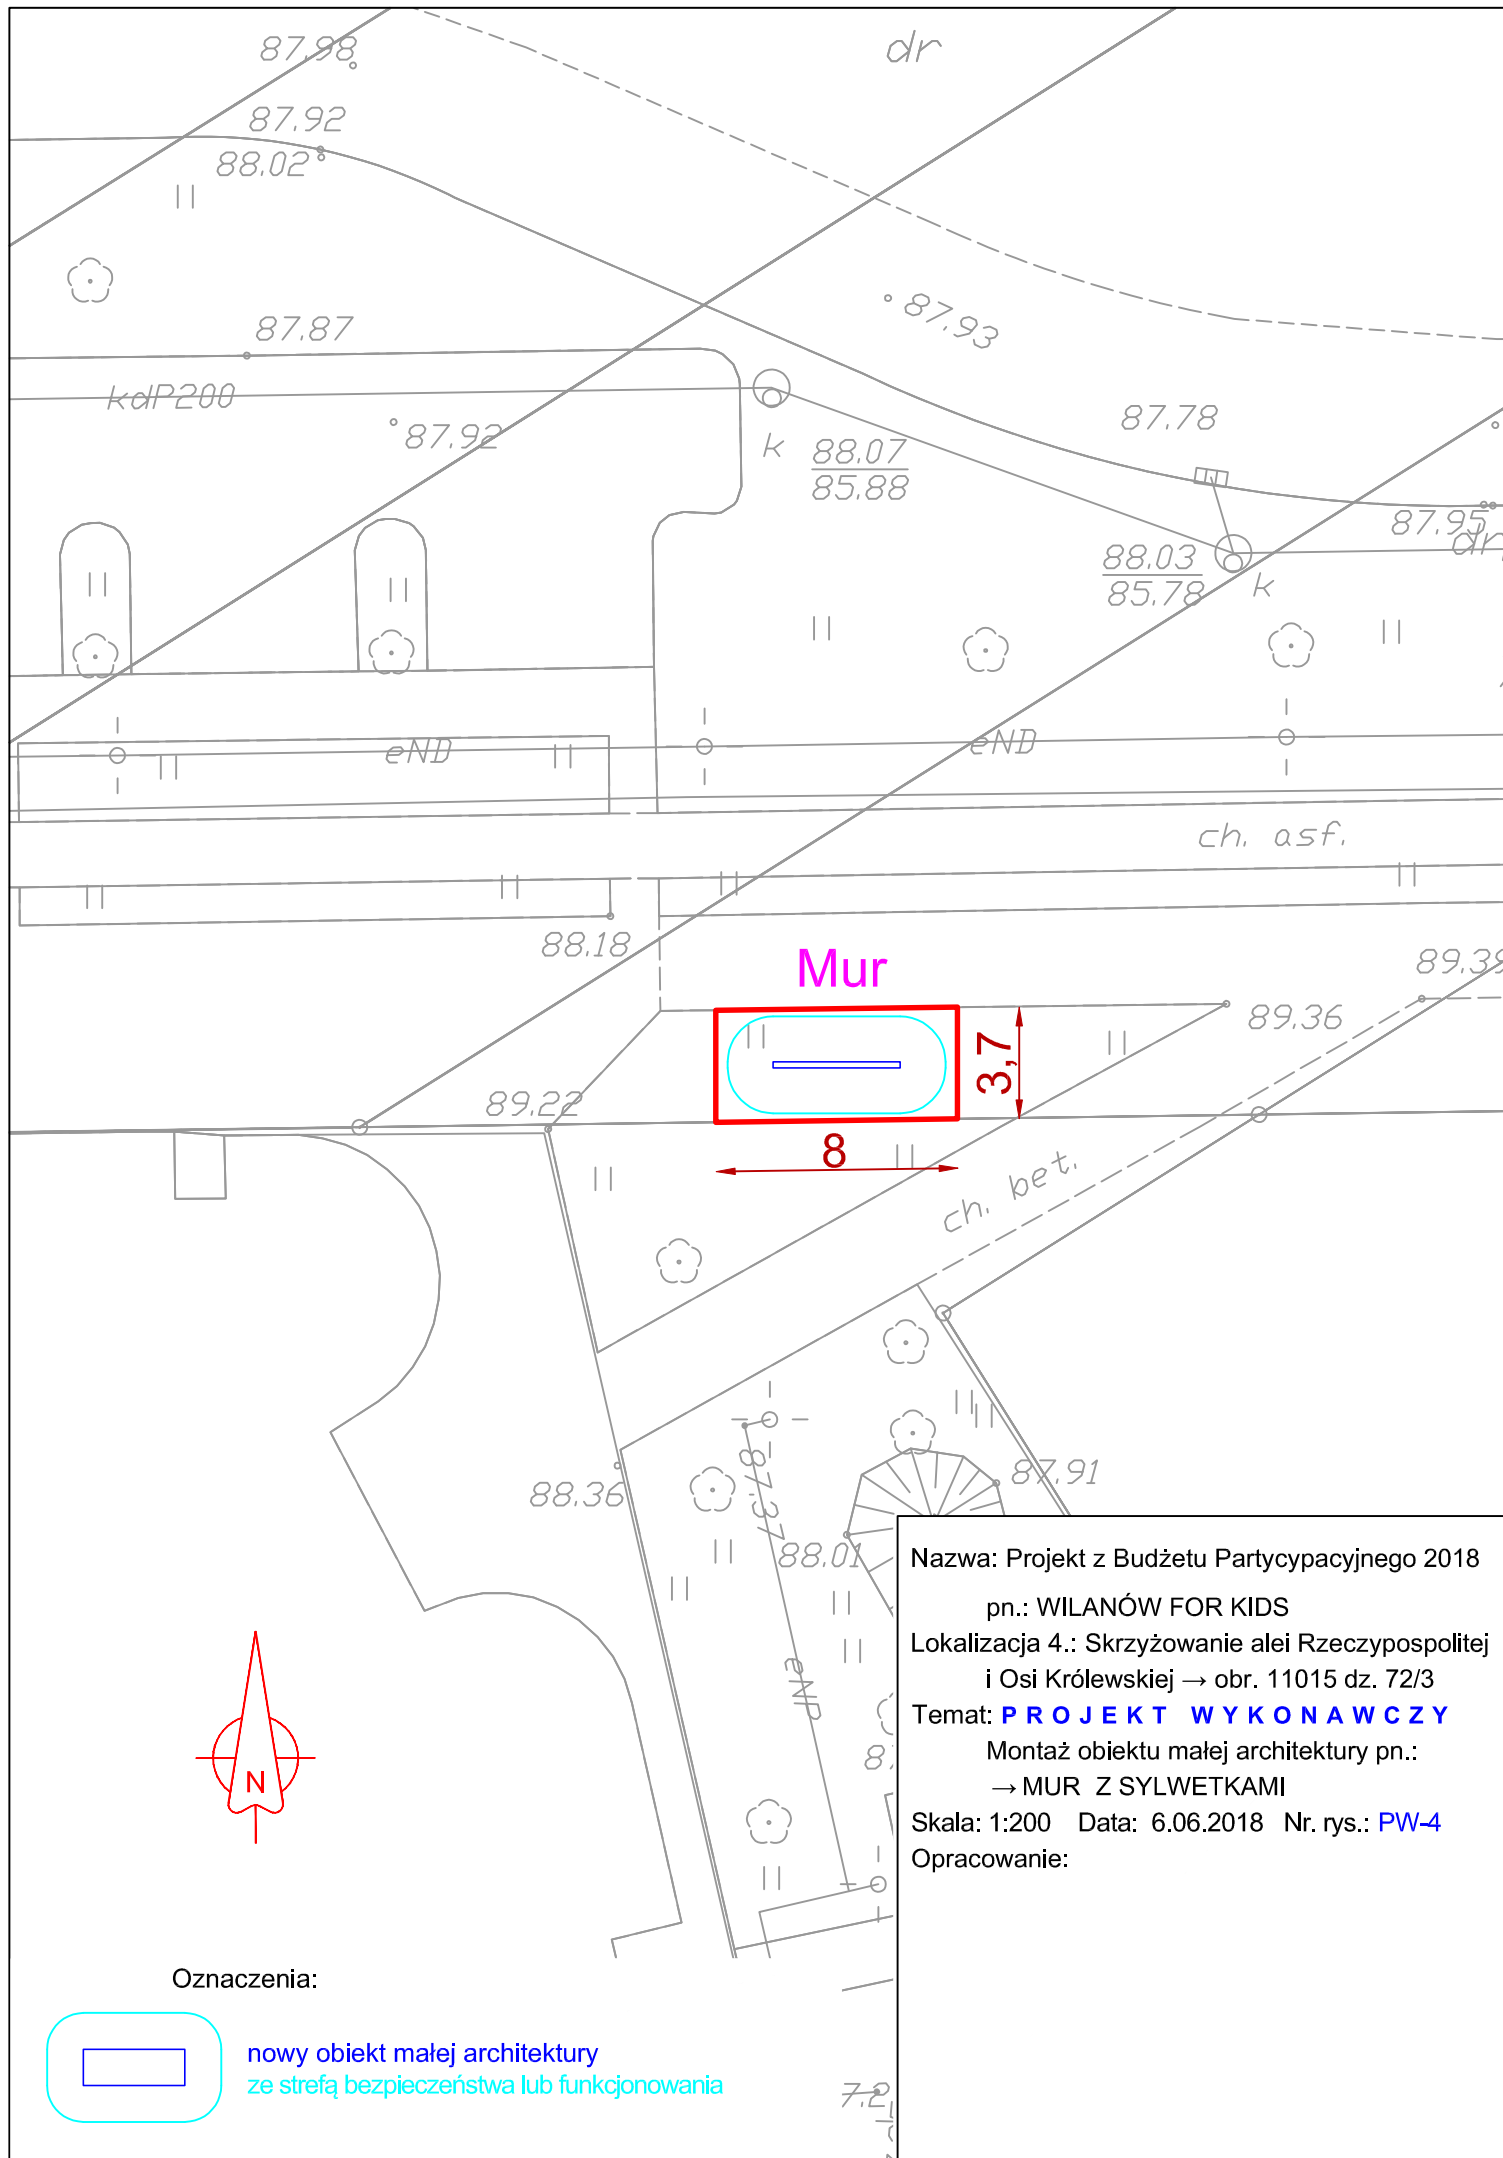 87.98
dr
87.92
88.02
87.87
87.93
kdP200
87.92
87.78
k
88.07
85.88
87.95
88.03
85.78
k
eND
eND
ch. asf.
88.18
Mur
89.39
89.36
3,7
89.22
8
ch. bet.
87.91
88.36
87.37
88.01
eNP
Nazwa: Projekt z Budżetu Partycypacyjnego 2018
pn.: WILANÓW FOR KIDS
Lokalizacja 4.: Skrzyżowanie alei Rzeczypospolitej
i Osi Królewskiej → obr. 11015 dz. 72/3
Temat: PROJEKT WYKONAWCZY
Montaż obiektu małej architektury pn.:
→ MUR Z SYLWETKAMI
Skala: 1:200 Data: 6.06.2018 Nr. rys.: PW-4
Opracowanie:
N
Oznaczenia:
nowy obiekt małej architektury
ze strefą bezpieczeństwa lub funkcjonowania